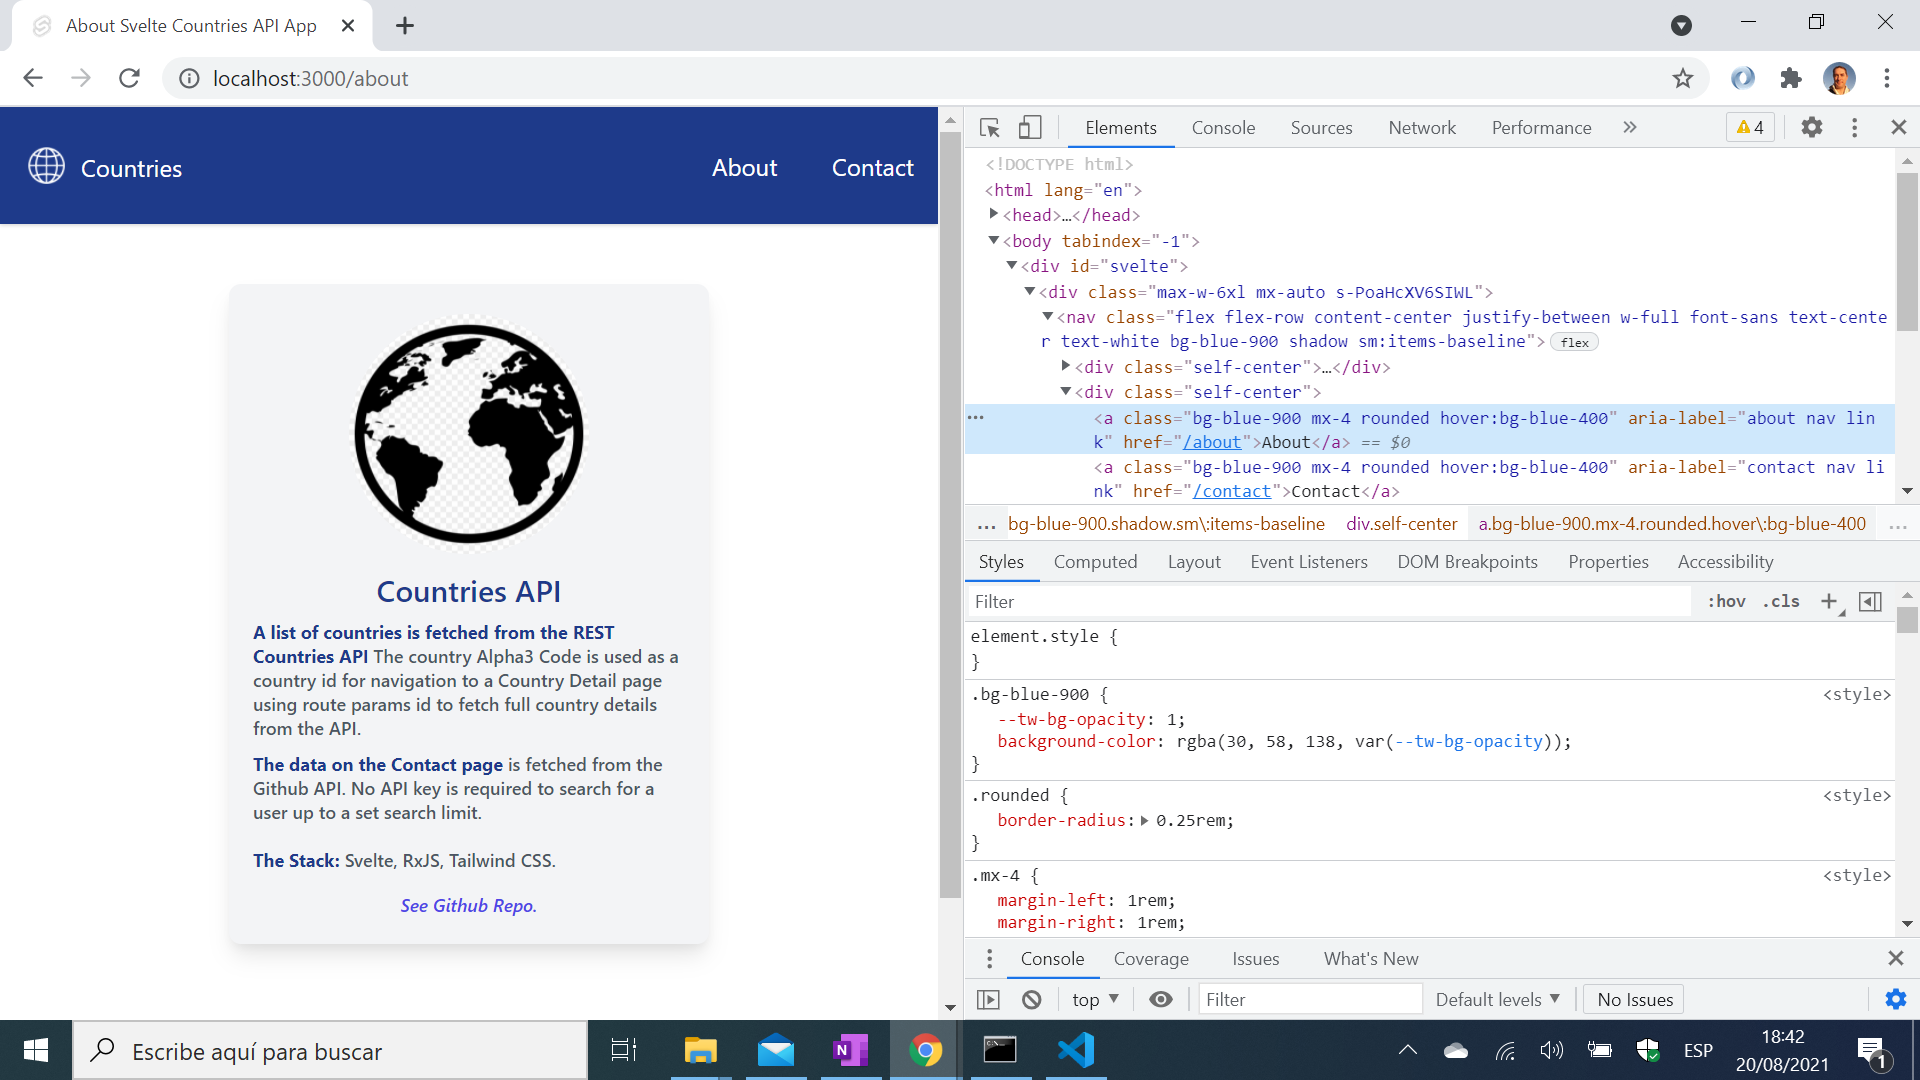 About Svelte Countries API App
localhost:3000/about
Countries
About
Contact
Countries API
A list of countries is fetched from the REST
Countries API The country Alpha3 Code is used as a
country id for navigation to a Country Detail page
using route params id to fetch full country details
from the API.
The data on the Contact page is fetched from the
Github API. No API key is required to search for a
user up to a set search limit.
The Stack: Svelte, RxJS, Tailwind CSS.
See Github Repo.
Elements Console Sources Network Performance » 4
<!DOCTYPE html>
<html lang="en">
<head>…</head>
<body tabindex="-1">
<div id="svelte">
<div class="max-w-6xl mx-auto s-PoaHcXV6SIWL">
<nav class="flex flex-row content-center justify-between w-full font-sans text-cente
r text-white bg-blue-900 shadow sm:items-baseline"> flex
<div class="self-center">…</div>
<div class="self-center">
… <a class="bg-blue-900 mx-4 rounded hover:bg-blue-400" aria-label="about nav lin
k" href="/about">About</a> == $0
<a class="bg-blue-900 mx-4 rounded hover:bg-blue-400" aria-label="contact nav li
nk" href="/contact">Contact</a>
… bg-blue-900.shadow.sm\:items-baseline div.self-center a.bg-blue-900.mx-4.rounded.hover\:bg-blue-400 …
Styles Computed Layout Event Listeners DOM Breakpoints Properties Accessibility
Filter :hov .cls +
element.style {
}
.bg-blue-900 { <style>
--tw-bg-opacity: 1;
background-color: rgba(30, 58, 138, var(--tw-bg-opacity));
}
.rounded { <style>
border-radius: 0.25rem;
}
.mx-4 { <style>
margin-left: 1rem;
margin-right: 1rem;
Console Coverage Issues What's New
top Filter Default levels No Issues
Escribe aquí para buscar
N
C:\_
ESP
18:42
20/08/2021
1